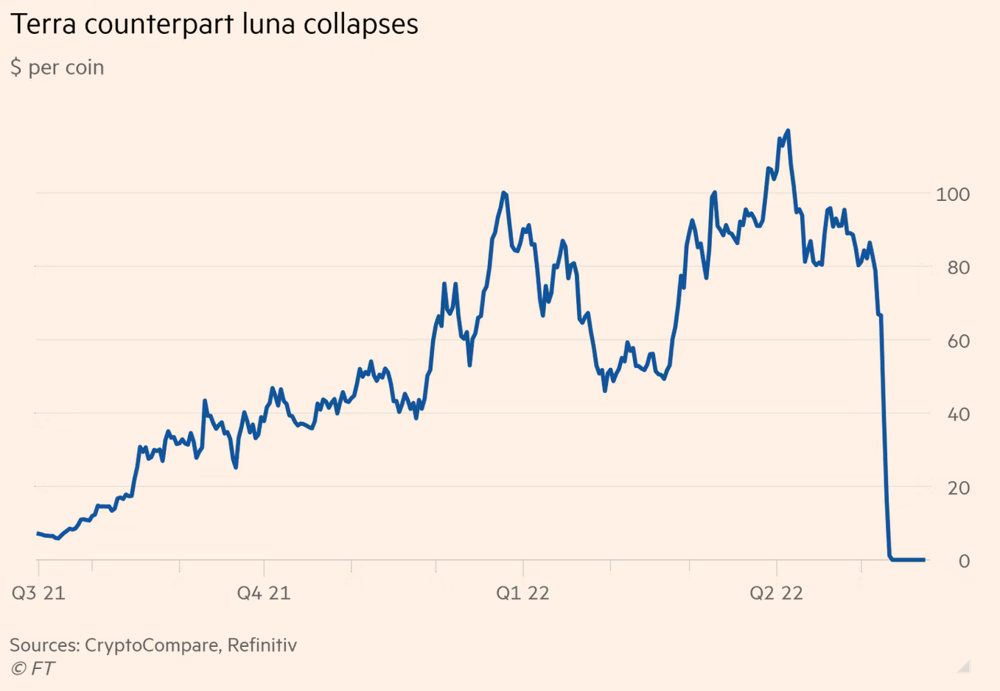 Terra counterpart luna collapses
$ per coin
100
80
60
40
20
0
Q3 21 Q4 21 Q1 22 Q2 22
Sources: CryptoCompare, Refinitiv
© FT